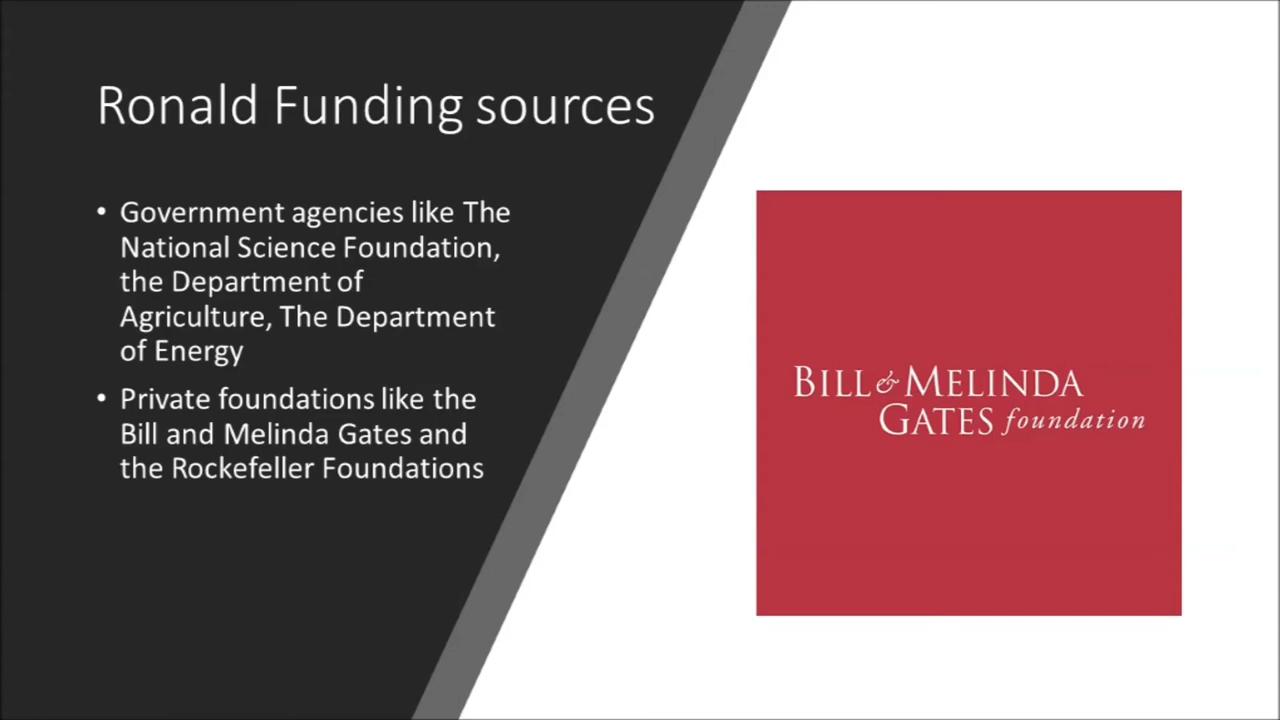 Ronald Funding sources
• Government agencies like The
National Science Foundation,
the Department of
Agriculture, The Department
of Energy
• Private foundations like the
Bill and Melinda Gates and
the Rockefeller Foundations
BILL & MELINDA
GATES foundation